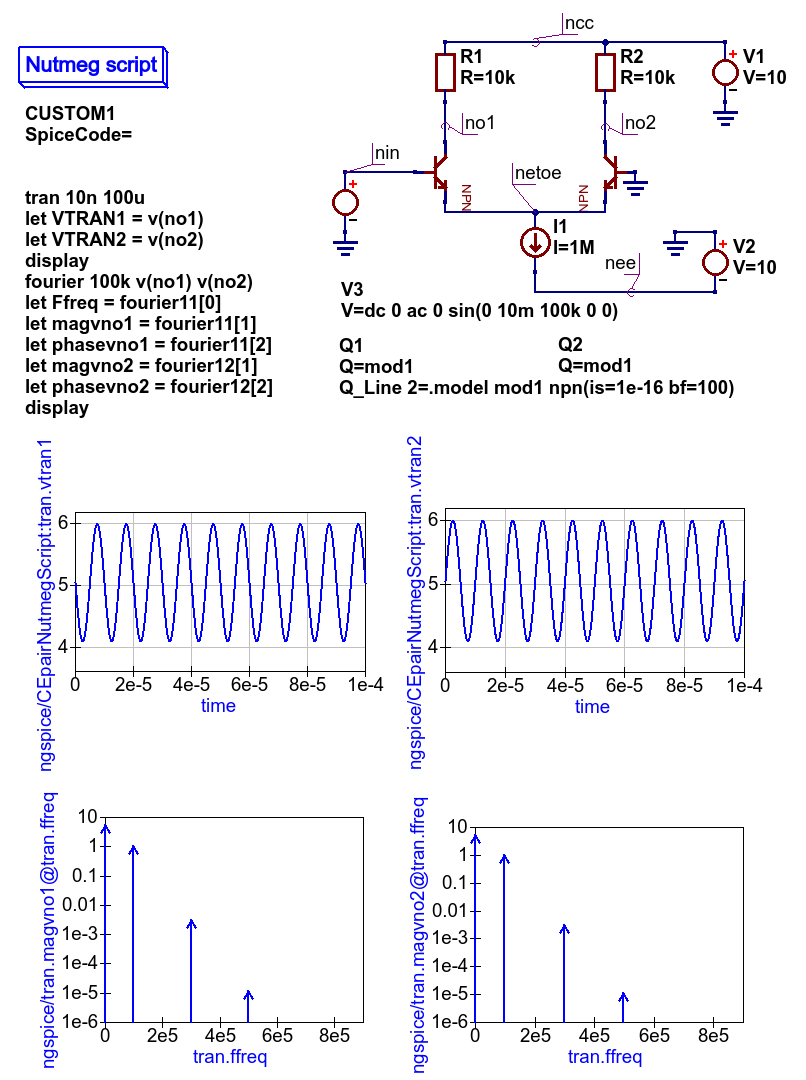 Nutmeg script
CUSTOM1
SpiceCode=
tran 10n 100u
let VTRAN1 = v(no1)
let VTRAN2 = v(no2)
display
fourier 100k v(no1) v(no2)
let Ffreq = fourier11[0]
let magvno1 = fourier11[1]
let phasevno1 = fourier11[2]
let magvno2 = fourier12[1]
let phasevno2 = fourier12[2]
display
ncc
R1
R=10k
R2
R=10k
+
V1
V=10
-
no1
no2
nin
netoe
NPN
NPN
+
-
I1
I=1M
nee
+
V2
V=10
-
V3
V=dc 0 ac 0 sin(0 10m 100k 0 0)
Q1
Q=mod1
Q2
Q=mod1
Q_Line 2=.model mod1 npn(is=1e-16 bf=100)
ngspice/CEpairNutmegScript:tran.vtran1
6
5
4
0 2e-5 4e-5 6e-5 8e-5 1e-4
time
ngspice/CEpairNutmegScript:tran.vtran2
6
5
4
0 2e-5 4e-5 6e-5 8e-5 1e-4
time
ngspice/tran.magvno1@tran.ffreq
10
1
0.1
0.01
1e-3
1e-4
1e-5
1e-6
0 2e5 4e5 6e5 8e5
tran.ffreq
ngspice/tran.magvno2@tran.ffreq
10
1
0.1
0.01
1e-3
1e-4
1e-5
1e-6
0 2e5 4e5 6e5 8e5
tran.ffreq